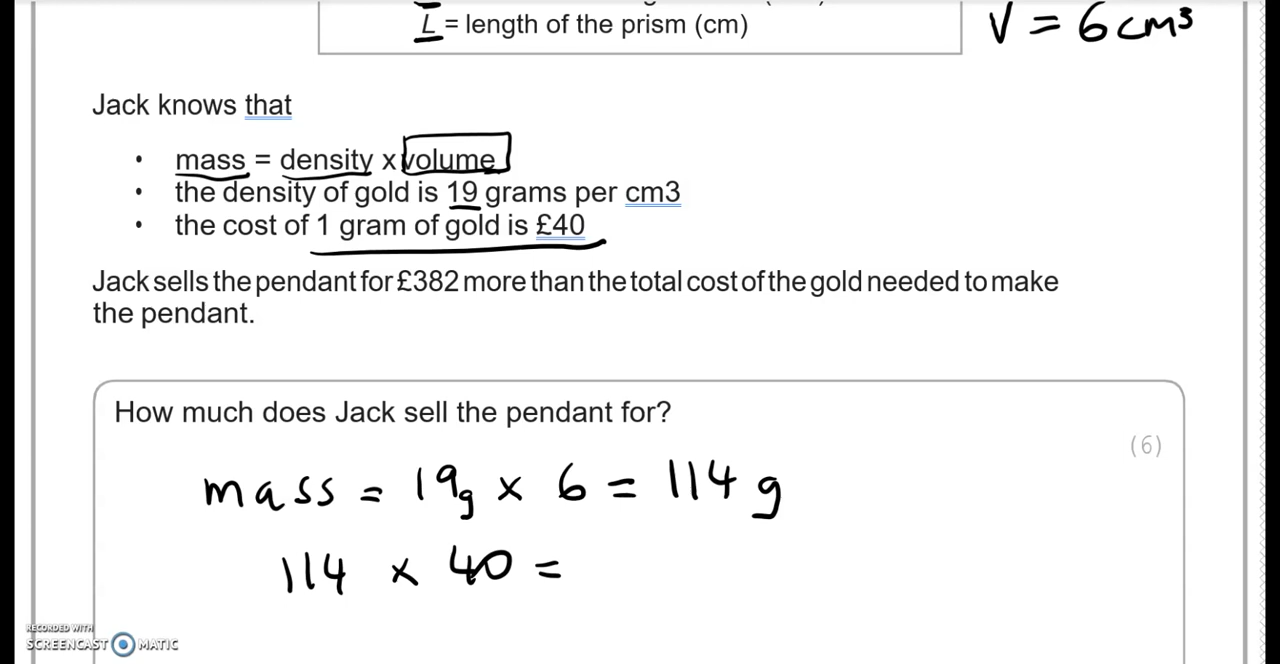 L = length of the prism (cm)
V = 6cm³
Jack knows that
• mass = density x volume
• the density of gold is 19 grams per cm3
• the cost of 1 gram of gold is £40
Jack sells the pendant for £382 more than the total cost of the gold needed to make
the pendant.
How much does Jack sell the pendant for?
(6)
mass = 19g × 6 = 114 g
114 × 40 =
RECORDED WITH
SCREENCAST MATIC